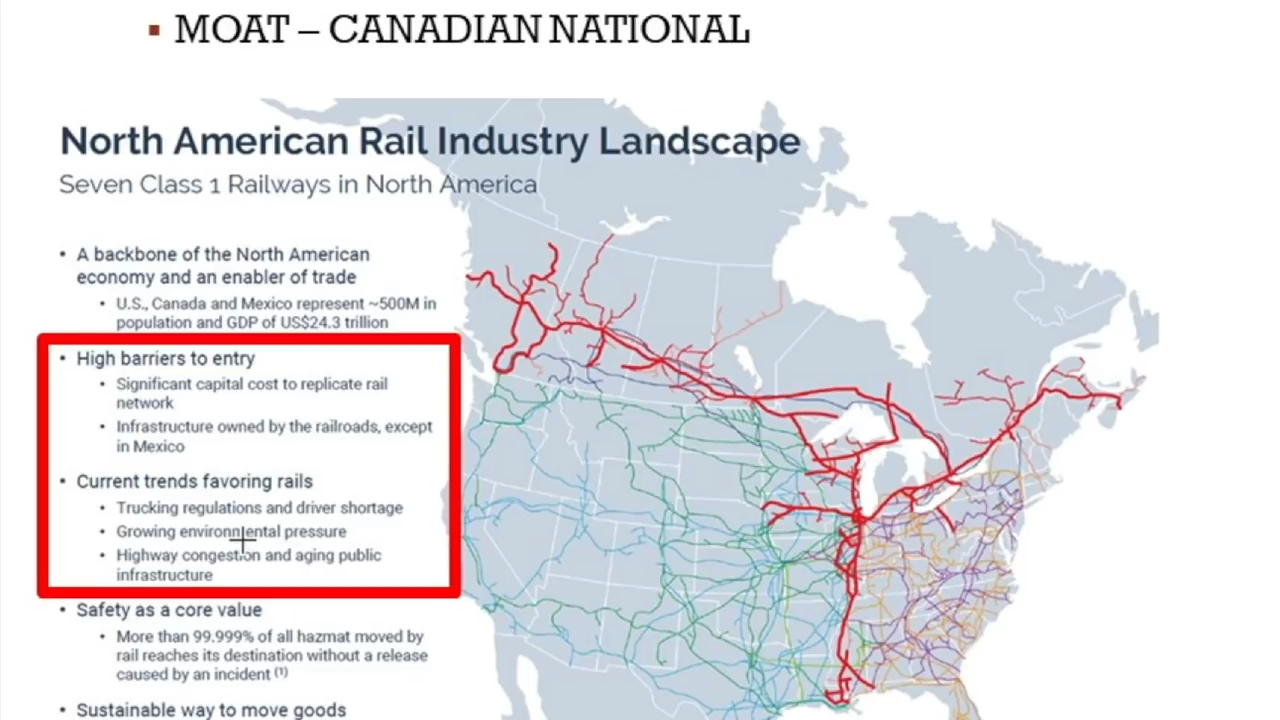 ▪ MOAT – CANADIAN NATIONAL
North American Rail Industry Landscape
Seven Class 1 Railways in North America
• A backbone of the North American
economy and an enabler of trade
• U.S., Canada and Mexico represent ~500M in
population and GDP of US$24.3 trillion
• High barriers to entry
• Significant capital cost to replicate rail
network
• Infrastructure owned by the railroads, except
in Mexico
• Current trends favoring rails
• Trucking regulations and driver shortage
• Growing environmental pressure
• Highway congestion and aging public
infrastructure
• Safety as a core value
• More than 99.999% of all hazmat moved by
rail reaches its destination without a release
caused by an incident (1)
• Sustainable way to move goods